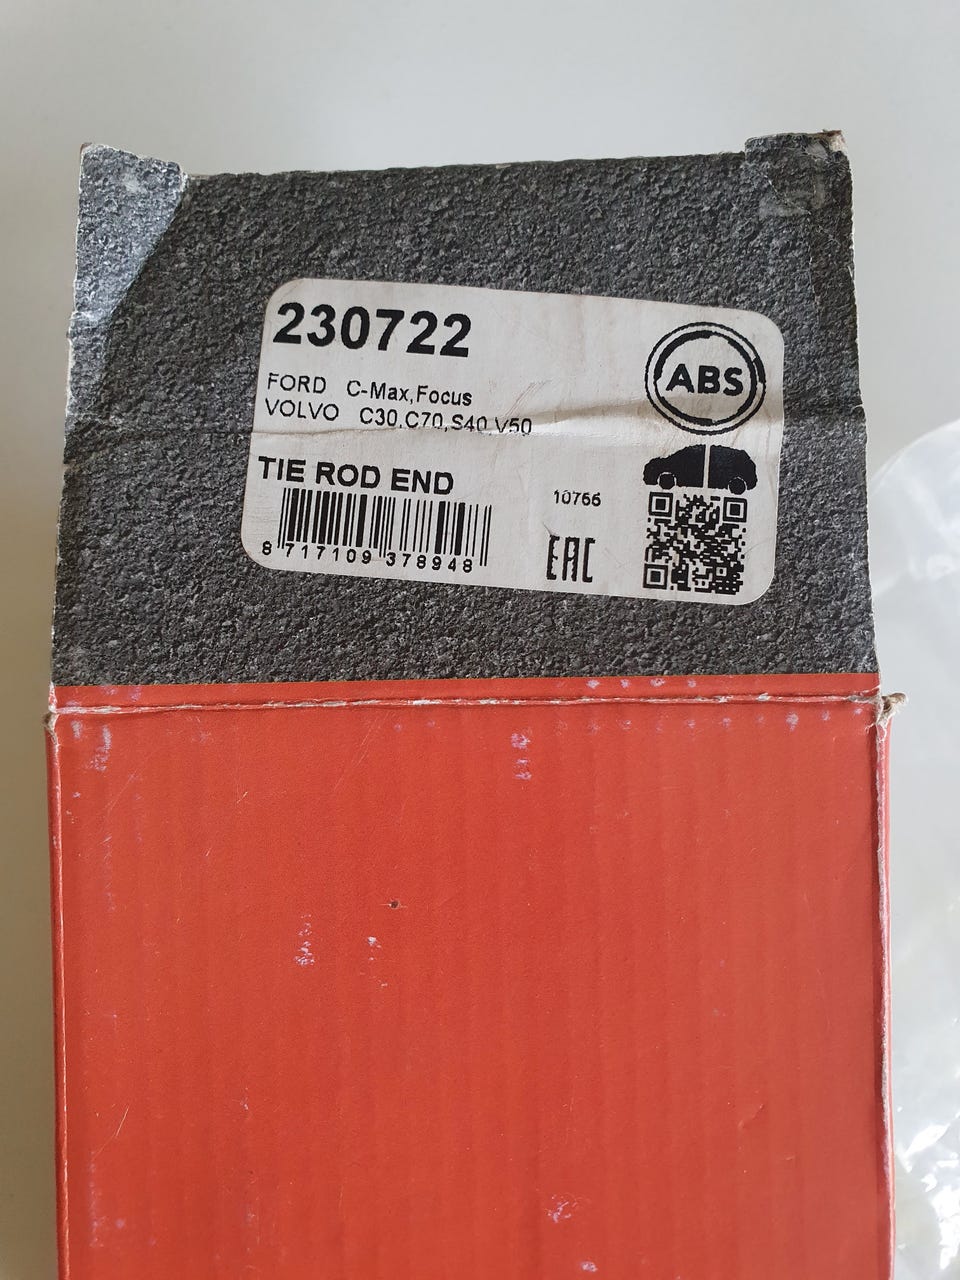 230722
ABS
FORD C-Max,Focus
VOLVO C30,C70,S40,V50
TIE ROD END
10766
8 717109 378948
EAC